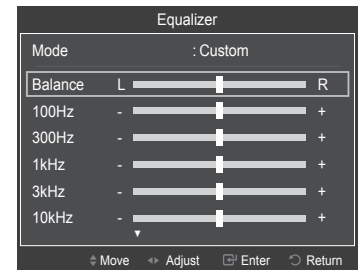 Equalizer
Mode : Custom
Balance L R
100Hz - +
300Hz - +
1kHz - +
3kHz - +
10kHz - +
Move Adjust Enter Return